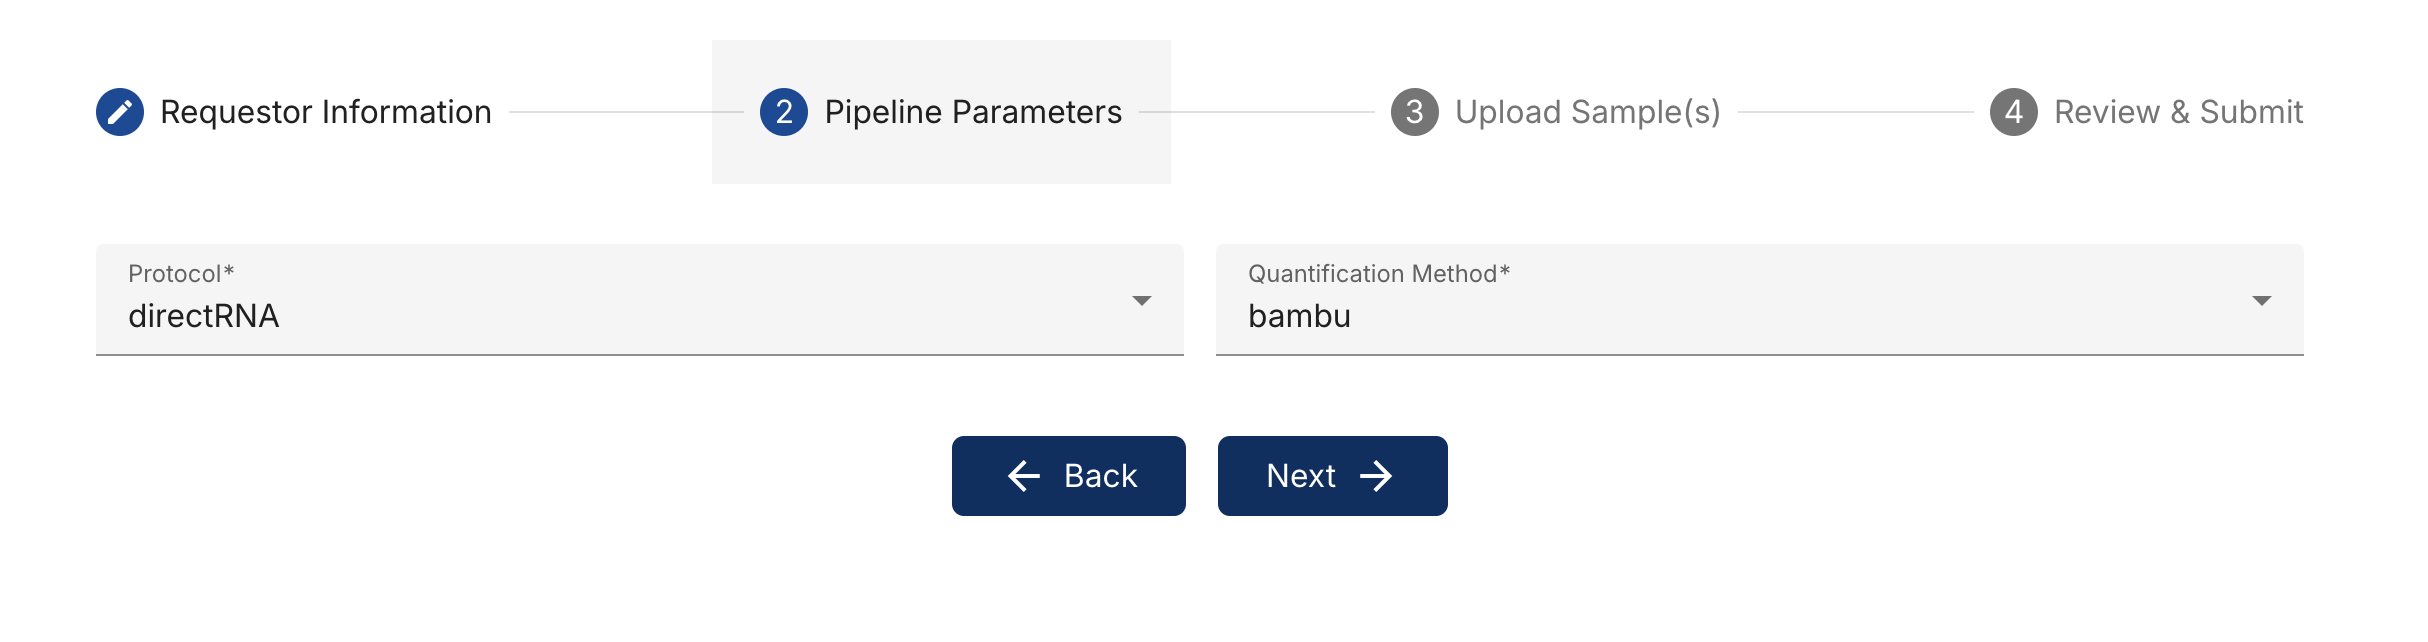 Requestor Information
2 Pipeline Parameters
3 Upload Sample(s)
4 Review & Submit
Protocol*
directRNA
Quantification Method*
bambu
Back
Next